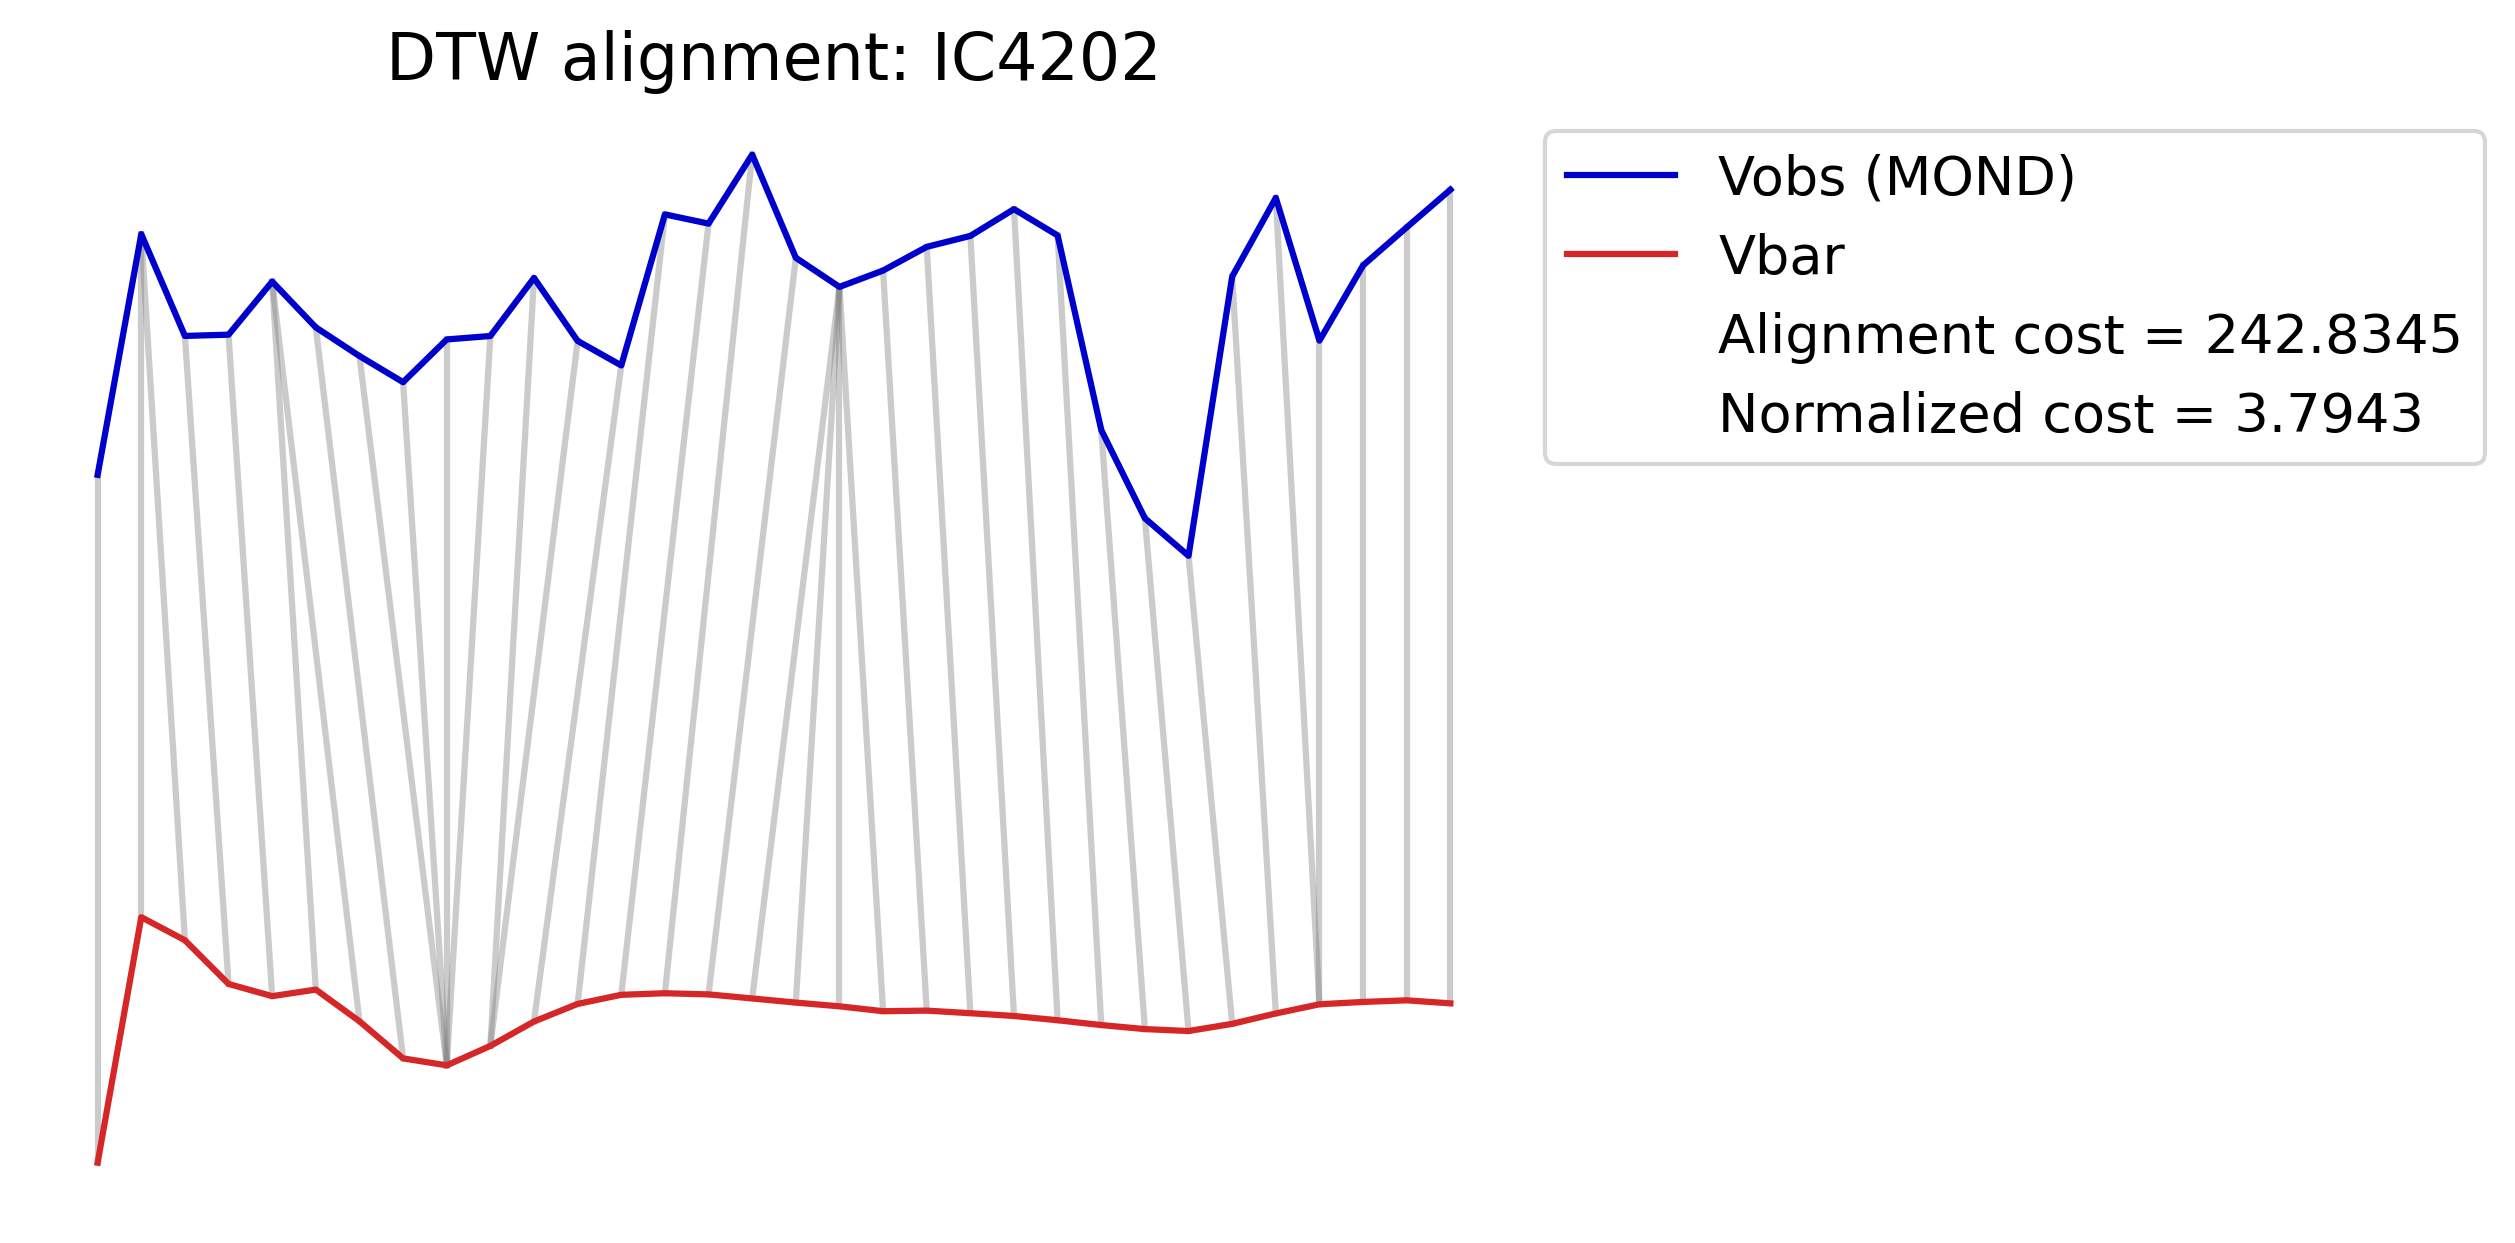 DTW alignment: IC4202
Vobs (MOND)
Vbar
Alignment cost = 242.8345
Normalized cost = 3.7943